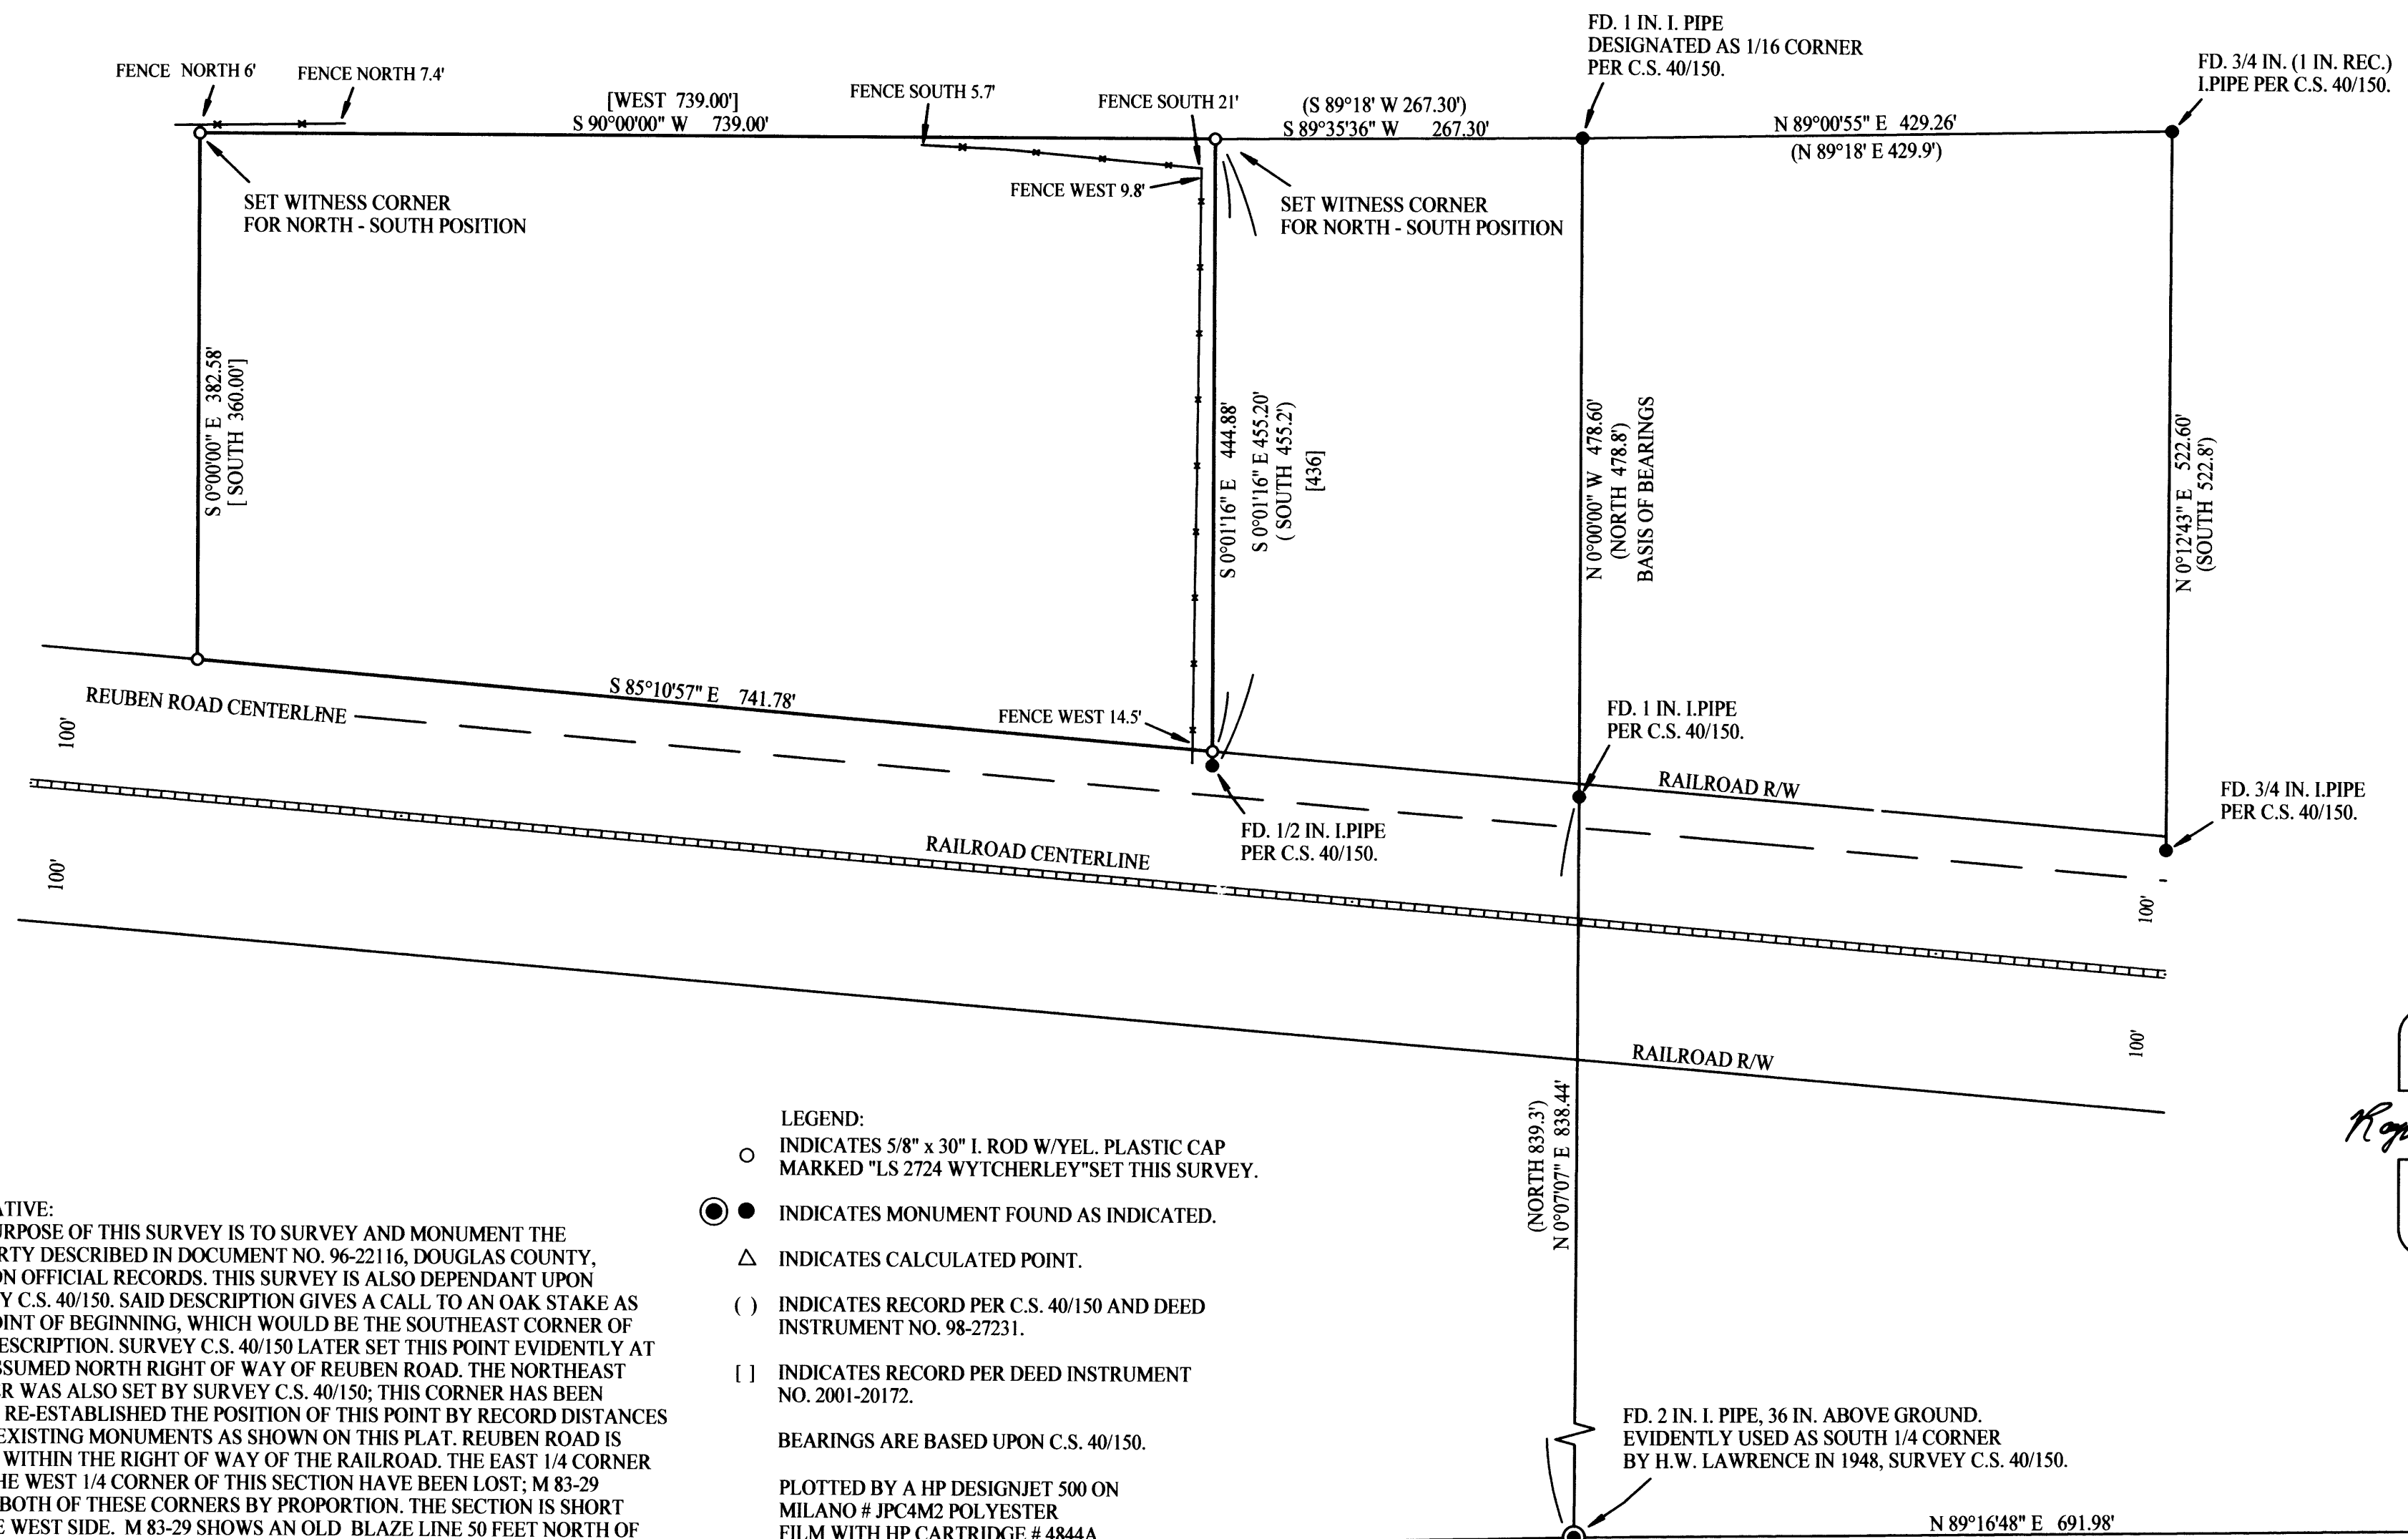 FD. 1 IN. I. PIPE
DESIGNATED AS 1/16 CORNER
PER C.S. 40/150.
FD. 3/4 IN. (1 IN. REC.)
I.PIPE PER C.S. 40/150.
FENCE NORTH 6'
FENCE NORTH 7.4'
[WEST 739.00']
S 90°00'00" W 739.00'
FENCE SOUTH 5.7'
FENCE SOUTH 21'
(S 89°18' W 267.30')
S 89°35'36" W 267.30'
N 89°00'55" E 429.26'
(N 89°18' E 429.9')
FENCE WEST 9.8'
SET WITNESS CORNER
FOR NORTH - SOUTH POSITION
SET WITNESS CORNER
FOR NORTH - SOUTH POSITION
S 0°00'00" E 382.58'
[ SOUTH 360.00']
S 0°01'16" E 444.88'
S 0°01'16" E 455.20'
( SOUTH 455.2')
[436]
N 0°00'00" W 478.60'
(NORTH 478.8')
BASIS OF BEARINGS
N 0°12'43" E 522.60'
(SOUTH 522.8')
S 85°10'57" E 741.78'
REUBEN ROAD CENTERLINE
FENCE WEST 14.5'
100'
100'
FD. 1 IN. I.PIPE
PER C.S. 40/150.
RAILROAD R/W
FD. 3/4 IN. I.PIPE
PER C.S. 40/150.
FD. 1/2 IN. I.PIPE
PER C.S. 40/150.
RAILROAD CENTERLINE
100'
100'
RAILROAD R/W
(NORTH 839.3')
N 0°07'07" E 838.44'
LEGEND:
INDICATES 5/8" x 30" I. ROD W/YEL. PLASTIC CAP
MARKED "LS 2724 WYTCHERLEY"SET THIS SURVEY.
INDICATES MONUMENT FOUND AS INDICATED.
INDICATES CALCULATED POINT.
( ) INDICATES RECORD PER C.S. 40/150 AND DEED
INSTRUMENT NO. 98-27231.
[ ] INDICATES RECORD PER DEED INSTRUMENT
NO. 2001-20172.
BEARINGS ARE BASED UPON C.S. 40/150.
PLOTTED BY A HP DESIGNJET 500 ON
MILANO # JPC4M2 POLYESTER
FILM WITH HP CARTRIDGE # 4844A
ATIVE:
URPOSE OF THIS SURVEY IS TO SURVEY AND MONUMENT THE
RTY DESCRIBED IN DOCUMENT NO. 96-22116, DOUGLAS COUNTY,
ON OFFICIAL RECORDS. THIS SURVEY IS ALSO DEPENDANT UPON
Y C.S. 40/150. SAID DESCRIPTION GIVES A CALL TO AN OAK STAKE AS
OINT OF BEGINNING, WHICH WOULD BE THE SOUTHEAST CORNER OF
ESCRIPTION. SURVEY C.S. 40/150 LATER SET THIS POINT EVIDENTLY AT
SSUMED NORTH RIGHT OF WAY OF REUBEN ROAD. THE NORTHEAST
R WAS ALSO SET BY SURVEY C.S. 40/150; THIS CORNER HAS BEEN
RE-ESTABLISHED THE POSITION OF THIS POINT BY RECORD DISTANCES
EXISTING MONUMENTS AS SHOWN ON THIS PLAT. REUBEN ROAD IS
WITHIN THE RIGHT OF WAY OF THE RAILROAD. THE EAST 1/4 CORNER
HE WEST 1/4 CORNER OF THIS SECTION HAVE BEEN LOST; M 83-29
BOTH OF THESE CORNERS BY PROPORTION. THE SECTION IS SHORT
E WEST SIDE. M 83-29 SHOWS AN OLD BLAZE LINE 50 FEET NORTH OF
FD. 2 IN. I. PIPE, 36 IN. ABOVE GROUND.
EVIDENTLY USED AS SOUTH 1/4 CORNER
BY H.W. LAWRENCE IN 1948, SURVEY C.S. 40/150.
N 89°16'48" E 691.98'